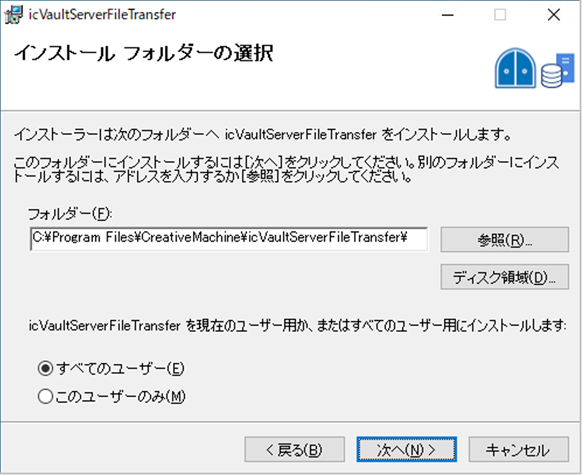 icVaultServerFileTransfer
インストール フォルダーの選択
インストーラーは次のフォルダーへ icVaultServerFileTransfer をインストールします。
このフォルダーにインストールするには[次へ]をクリックしてください。別のフォルダーにインス
トールするには、アドレスを入力するか[参照]をクリックしてください。
フォルダー(F):
C:¥Program Files¥CreativeMachine¥icVaultServerFileTransfer¥
参照(R)...
ディスク領域(D)...
icVaultServerFileTransfer を現在のユーザー用か、またはすべてのユーザー用にインストールします:
すべてのユーザー(E)
このユーザーのみ(M)
< 戻る(B)
次へ(N) >
キャンセル